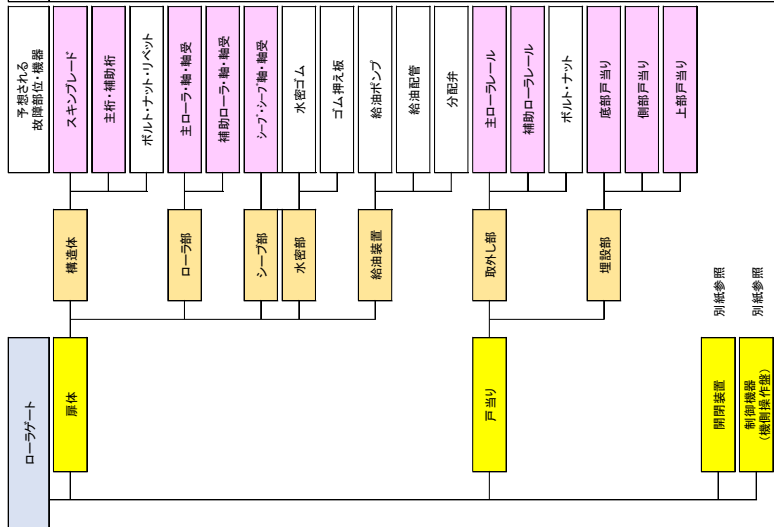 ローラゲート
予想される
故障部位・機器
扉体
構造体
スキンプレード
主桁・補助桁
ボルト・ナット・リベット
ローラ部
主ローラ・軸・軸受
補助ローラ・軸・軸受
シーブ部
シーブ・シーブ軸・軸受
水密部
水密ゴム
ゴム押え板
給油装置
給油ポンプ
給油配管
分配弁
戸当り
取外し部
主ローラレール
補助ローラレール
ボルト・ナット
埋設部
底部戸当り
側部戸当り
上部戸当り
開閉装置
別紙参照
制御機器
(機側操作盤)
別紙参照